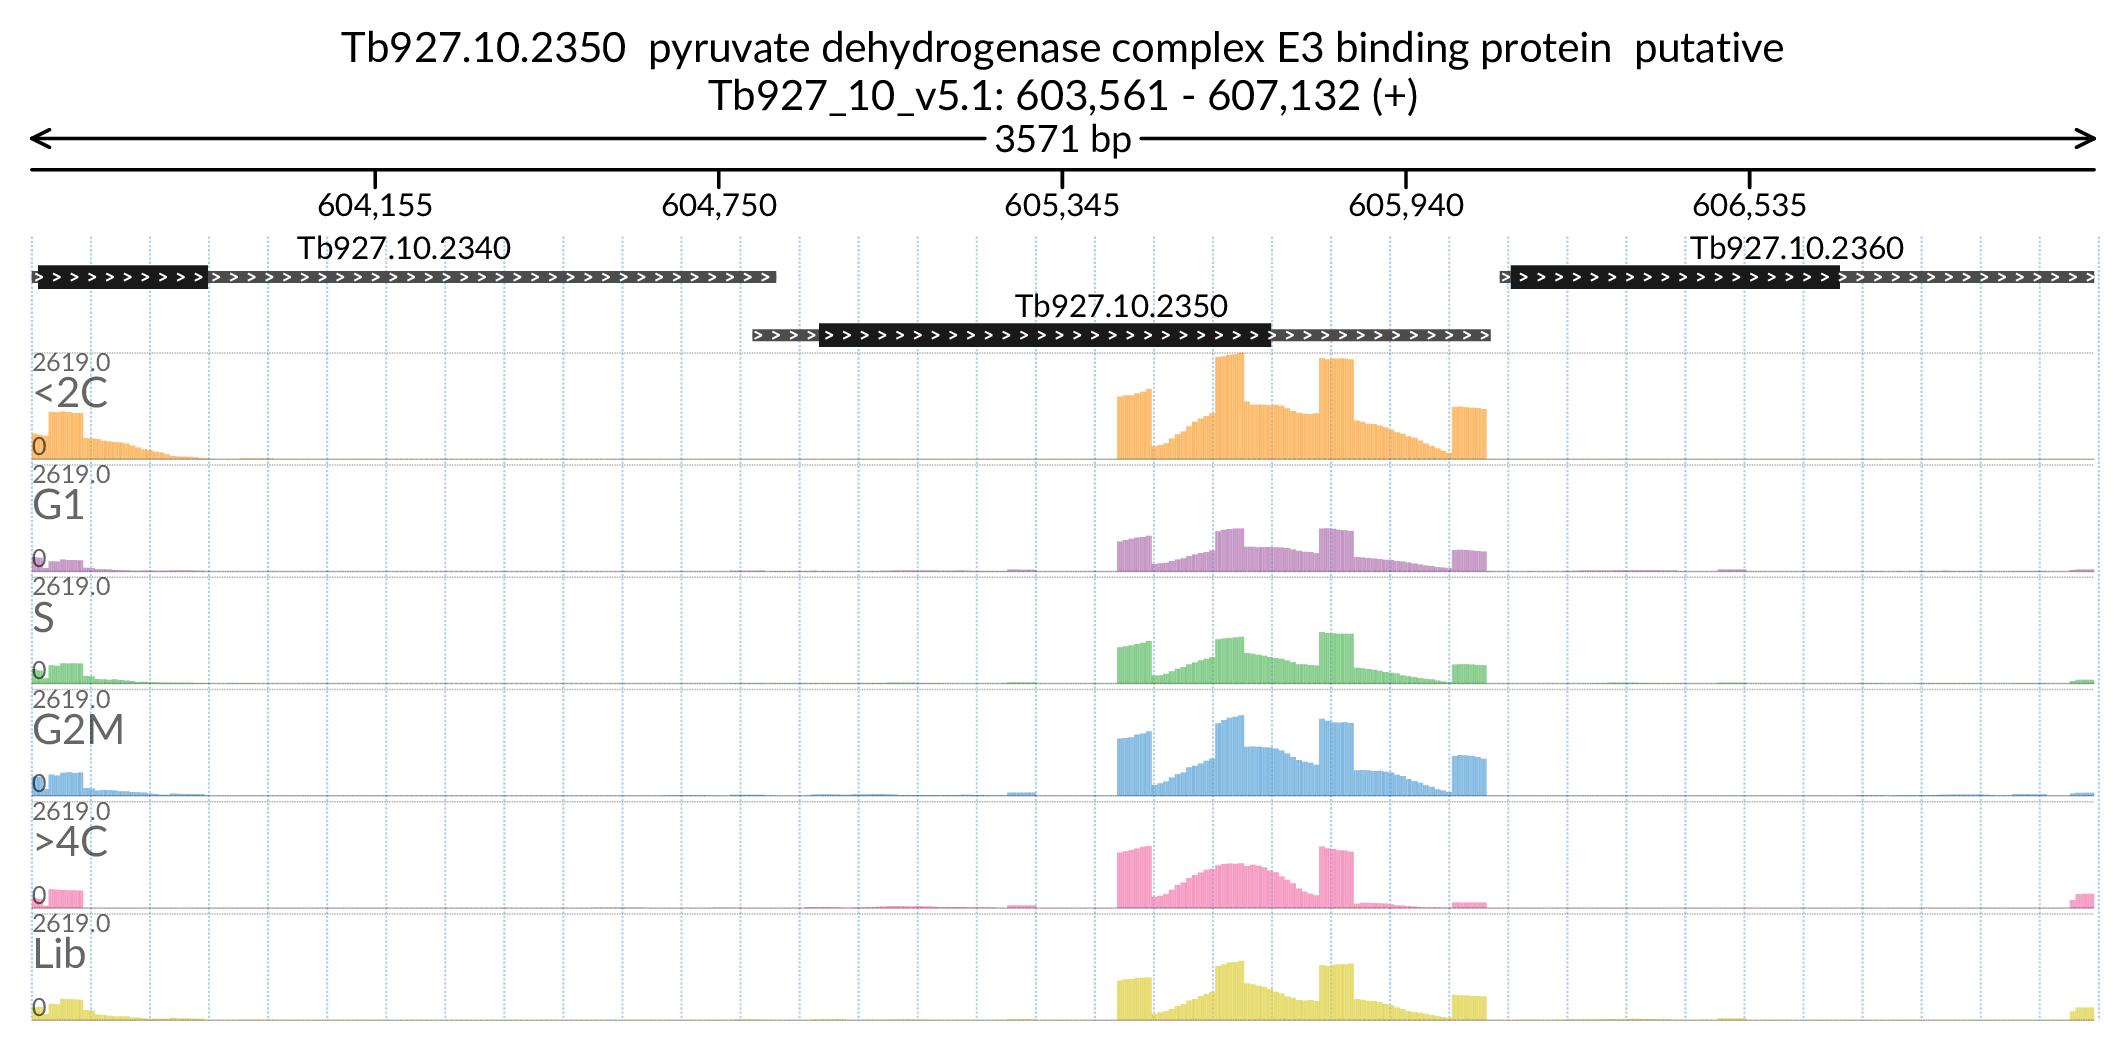 Tb927.10.2350  pyruvate dehydrogenase complex E3 binding protein  putative
Tb927_10_v5.1: 603,561 - 607,132 (+)
3571 bp
604,155 604,750 605,345 605,940 606,535
Tb927.10.2340 Tb927.10.2360
Tb927.10.2350
2619.0
<2C
0
2619.0
G1
0
2619.0
S
0
2619.0
G2M
0
2619.0
>4C
0
2619.0
Lib
0